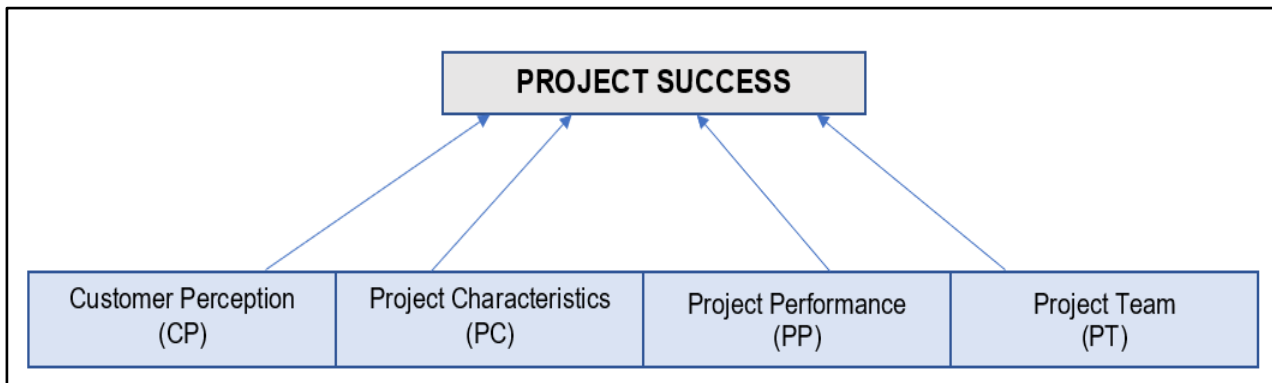 PROJECT SUCCESS
Customer Perception
(CP)
Project Characteristics
(PC)
Project Performance
(PP)
Project Team
(PT)